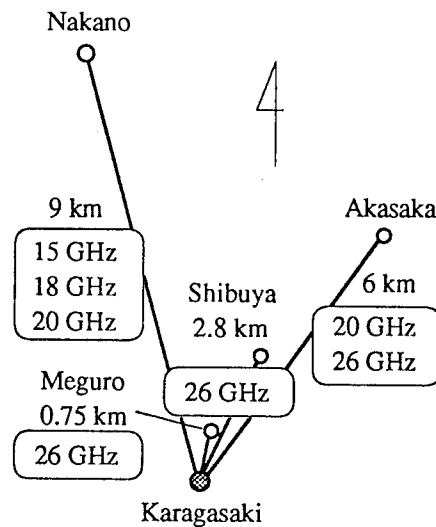 Nakano
9 km
15 GHz
18 GHz
20 GHz
Akasaka
6 km
20 GHz
26 GHz
Shibuya
2.8 km
26 GHz
Meguro
0.75 km
26 GHz
Karagasaki